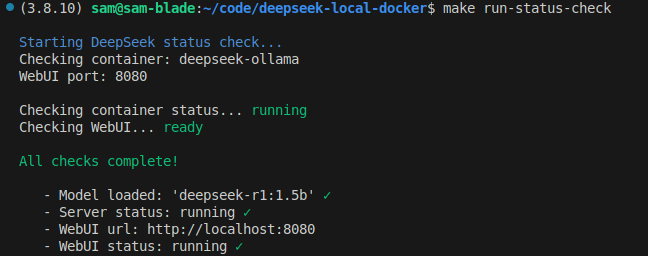 (3.8.10) sam@sam-blade:~/code/deepseek-local-docker$ make run-status-check
Starting DeepSeek status check...
Checking container: deepseek-ollama
WebUI port: 8080
Checking container status... running
Checking WebUI... ready
All checks complete!
- Model loaded: 'deepseek-r1:1.5b' ✓
- Server status: running ✓
- WebUI url: http://localhost:8080
- WebUI status: running ✓